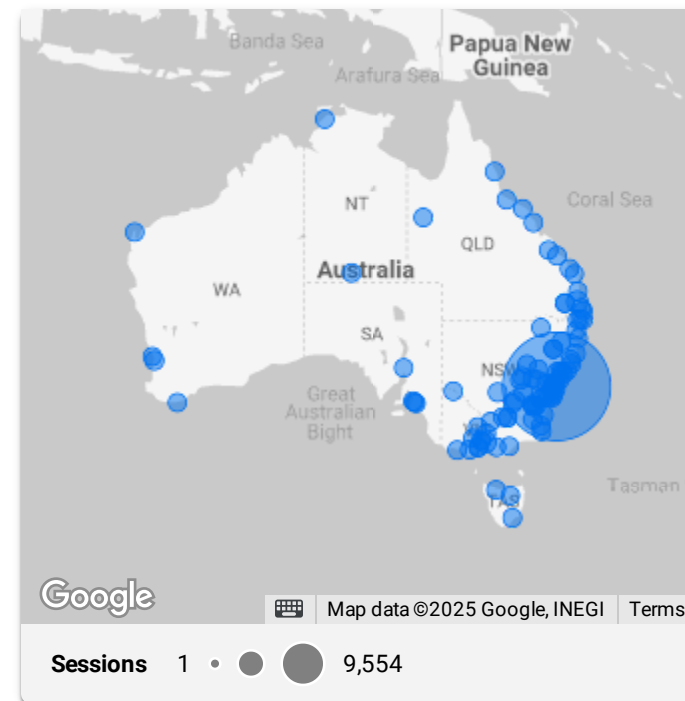 Banda Sea
Papua New
Guinea
Arafura Sea
Coral Sea
NT
QLD
Australia
WA
SA
NSW
Great
Australian
Bight
Tasman
TAS
Google
Map data ©2025 Google, INEGI
Terms
Sessions 1 9,554